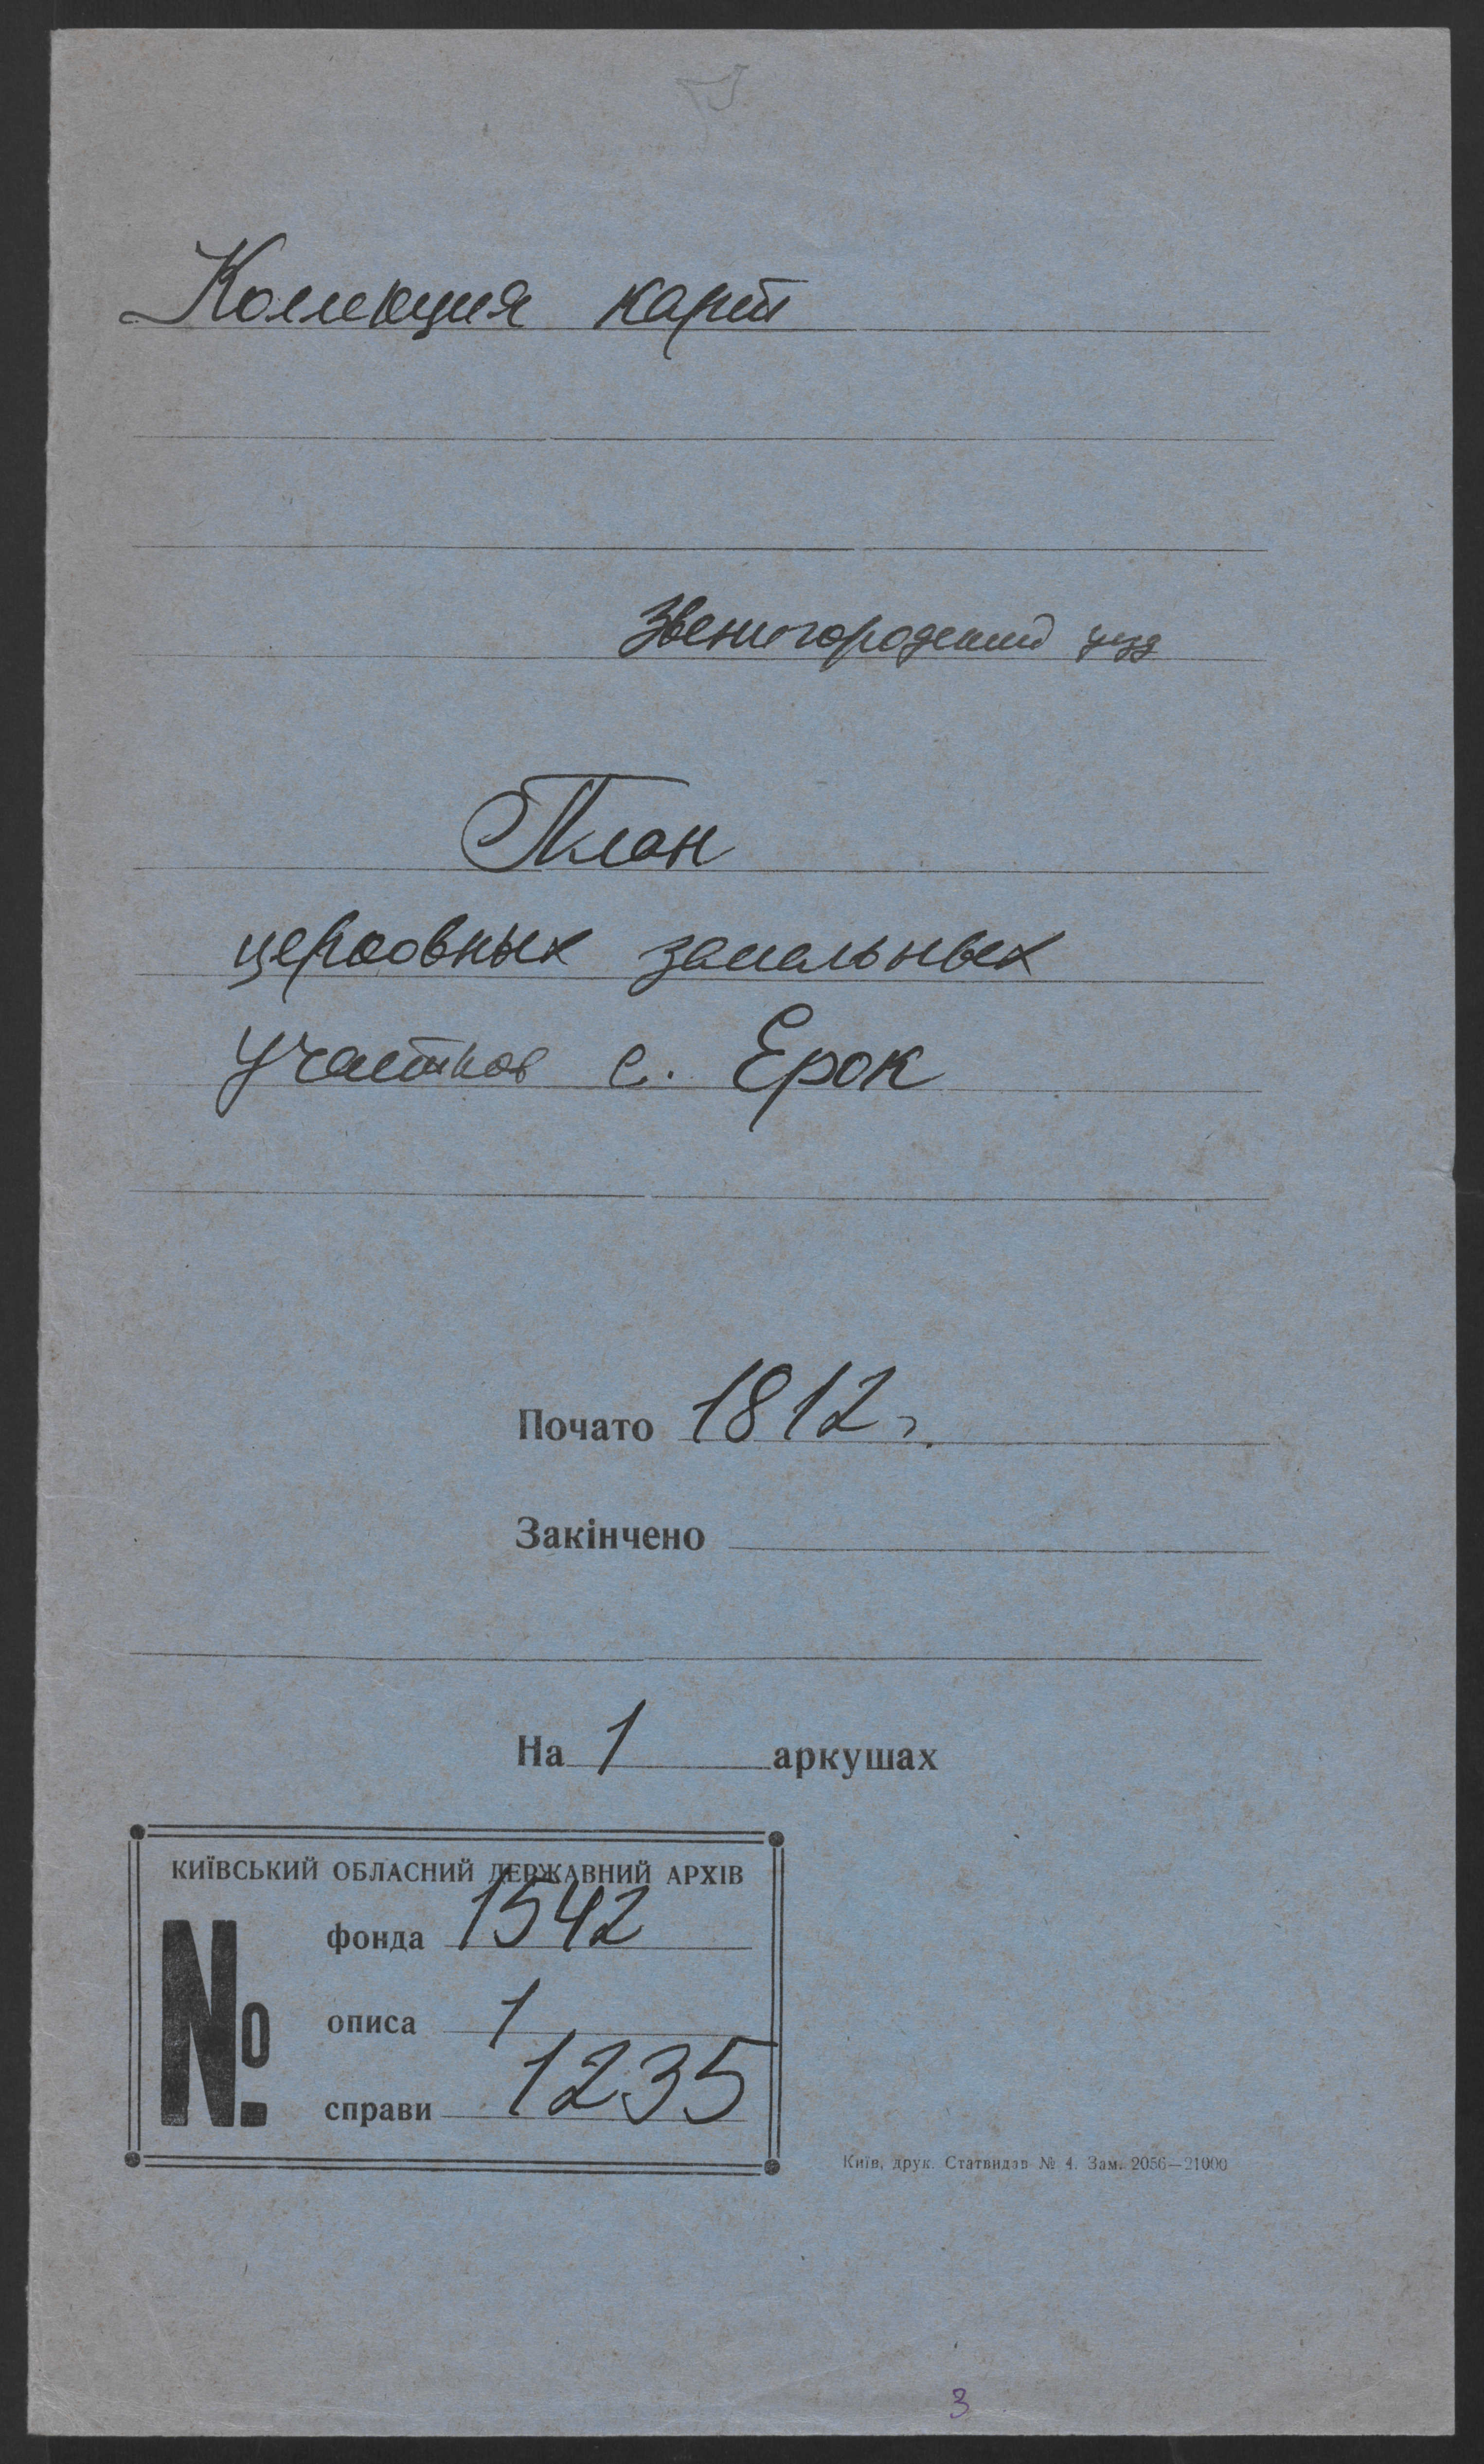 Коллекция карт
Звенигородский уезд
План
церковных земельных
участков с. Ерок
Почато 1812 г.
Закінчено
На 1 аркушах
КИЇВСЬКИЙ ОБЛАСНИЙ ДЕРЖАВНИЙ АРХІВ
№
фонда 1542
описа 1
справи 1235
Київ, друк. Статвидав № 4. Зам. 2056—21000
3